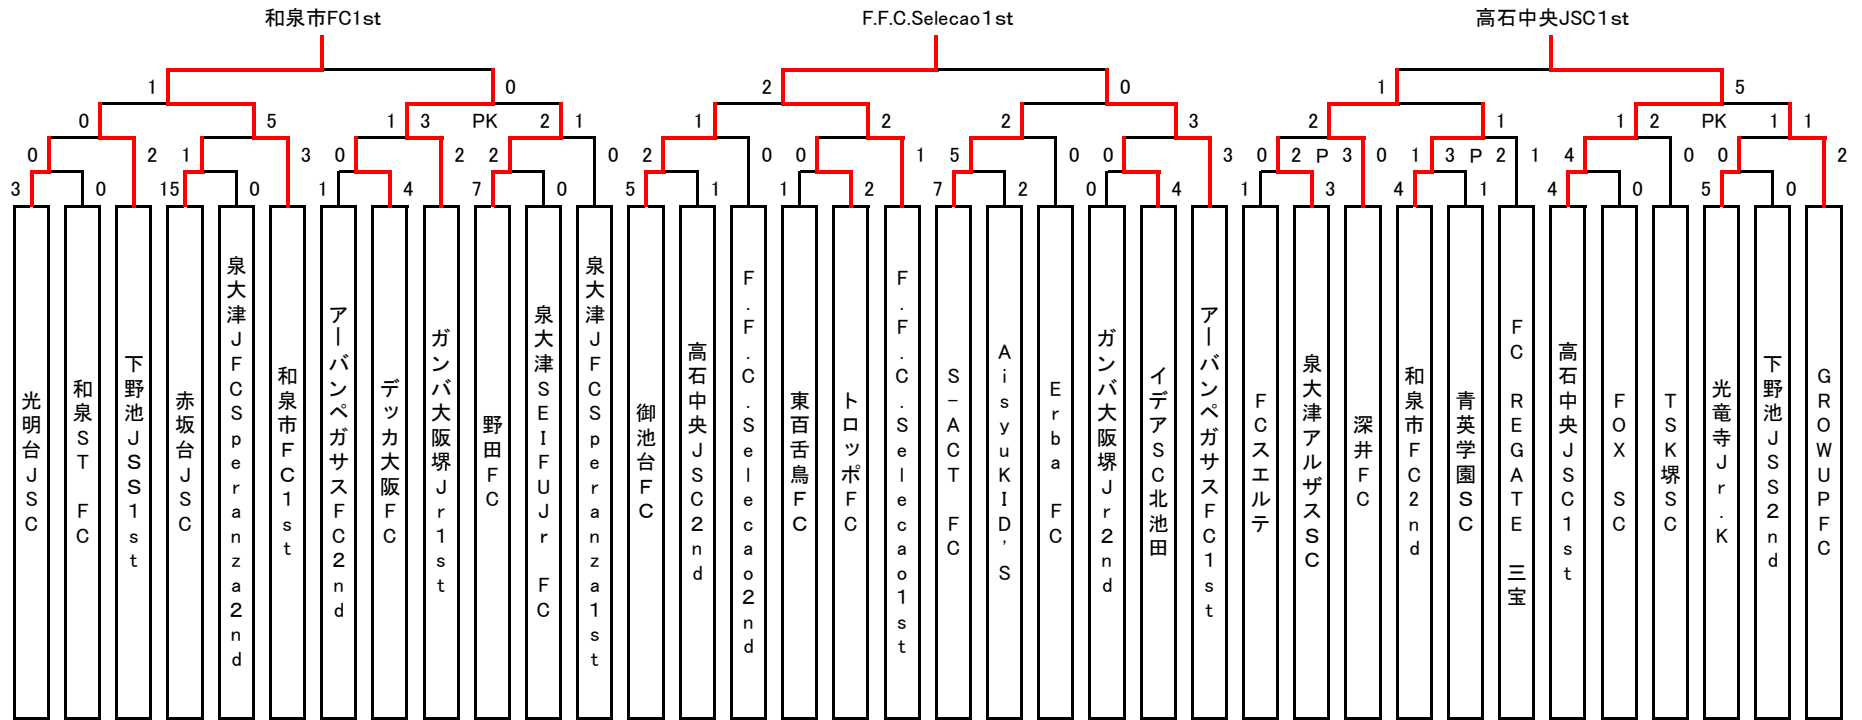 和泉市FC1st F.F.C.Selecao1st 高石中央JSC1st
1 0 2 0 1 5
0 5 1 3 PK 2 1 1 2 2 3 2 1 1 2 PK 1 1
0 2 1 3 0 2 2 0 2 0 0 1 5 0 0 3 0 2 P 3 0 1 3 P 2 1 4 0 0 2
3 0 15 0 1 4 7 0 5 1 1 2 7 2 0 4 1 3 4 1 4 0 5 0
光明台JSC
和泉ST FC
下野池JSS1st
赤坂台JSC
泉大津JFCSperanza2nd
和泉市FC1st
アーバンペガサスFC2nd
デッカ大阪FC
ガンバ大阪堺Jr1st
野田FC
泉大津SEIFUJr FC
泉大津JFCSperanza1st
御池台FC
高石中央JSC2nd
F.F.C.Selecao2nd
東百舌鳥FC
トロッポFC
F.F.C.Selecao1st
S-ACT FC
AisyuKID'S
Erba FC
ガンバ大阪堺Jr2nd
イデアSC北池田
アーバンペガサスFC1st
FCスエルテ
泉大津アルザスSC
深井FC
和泉市FC2nd
青英学園SC
FC REGATE 三宝
高石中央JSC1st
FOX SC
TSK堺SC
光竜寺Jr.K
下野池JSS2nd
GROWUPFC